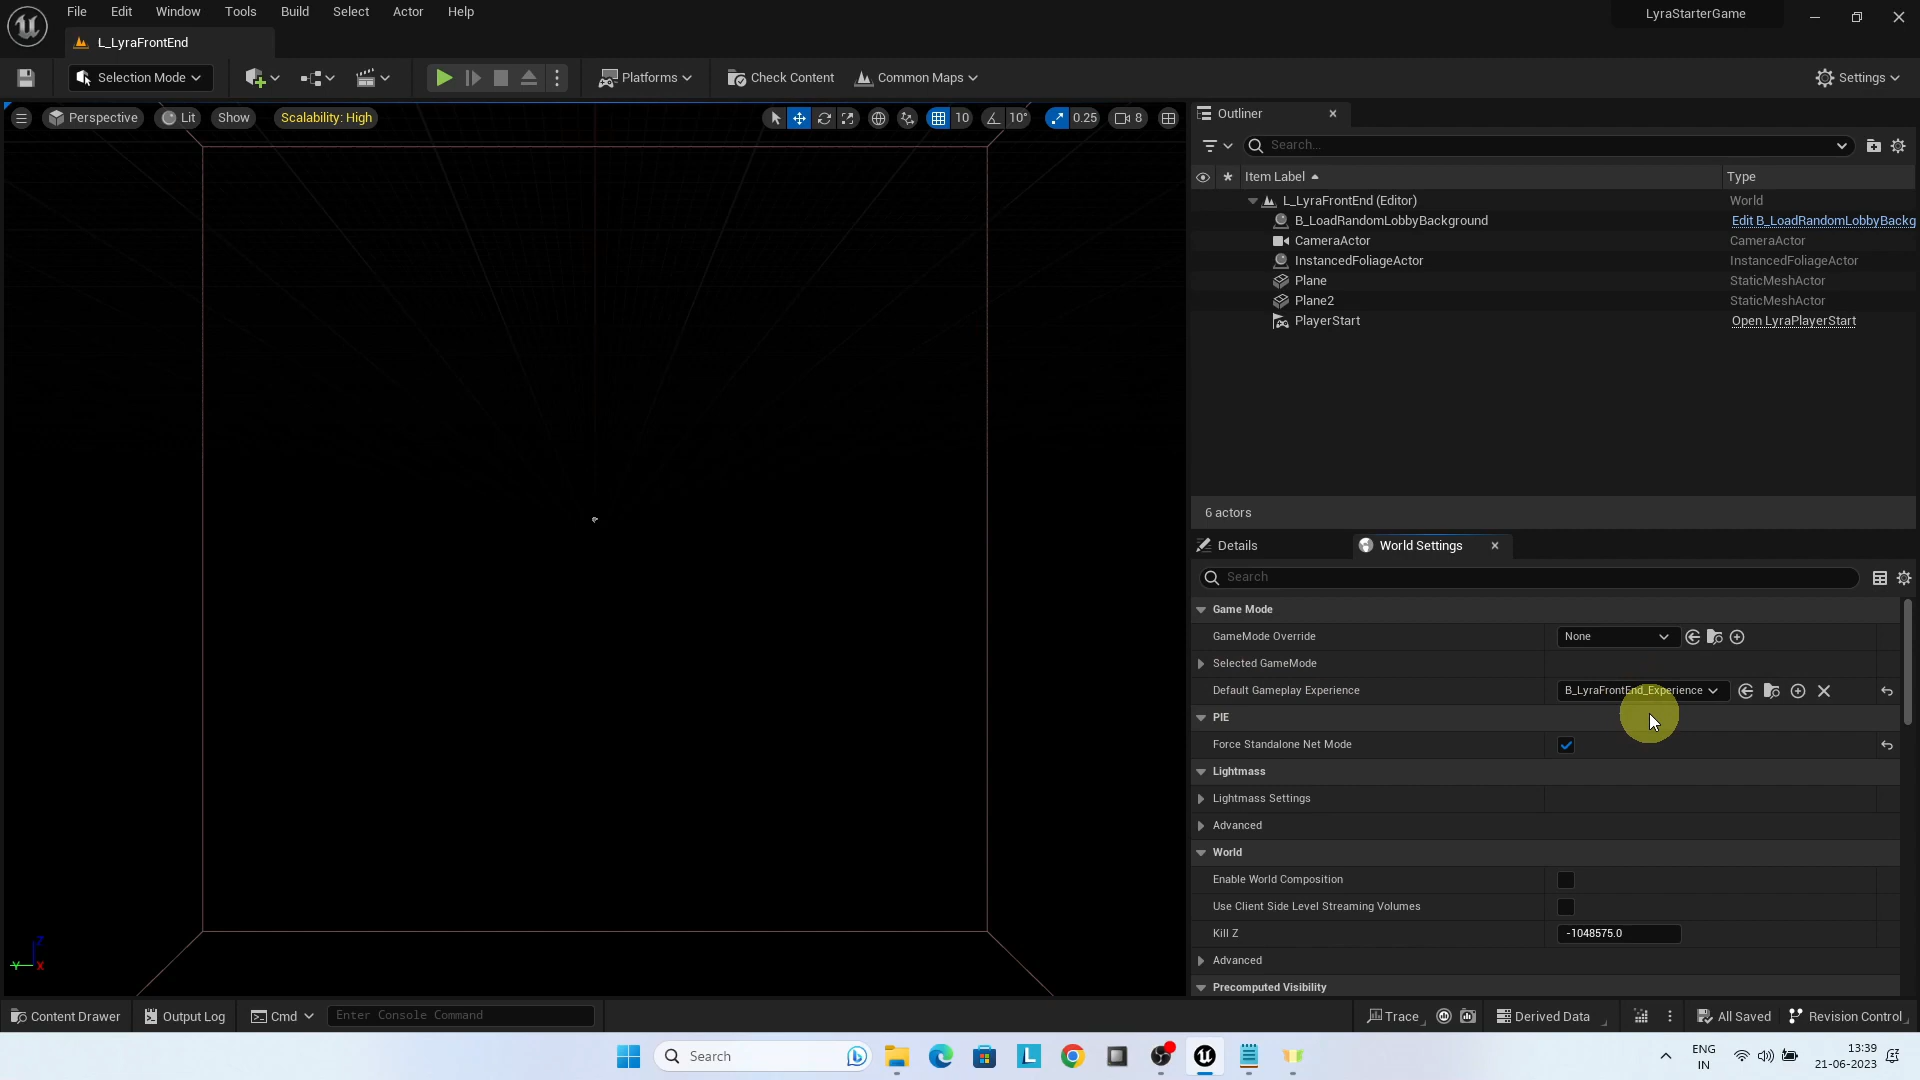 File Edit Window Tools Build Select Actor Help
LyraStarterGame
L_LyraFrontEnd
Selection Mode
Platforms
Check Content
Common Maps
Settings
Perspective
Lit
Show
Scalability: High
10
10°
0.25
8
Outliner
Search...
Item Label
Type
L_LyraFrontEnd (Editor)
World
B_LoadRandomLobbyBackground
Edit B_LoadRandomLobbyBackg
CameraActor
CameraActor
InstancedFoliageActor
InstancedFoliageActor
Plane
StaticMeshActor
Plane2
StaticMeshActor
PlayerStart
Open LyraPlayerStart
6 actors
Details
World Settings
Search
Game Mode
GameMode Override
None
Selected GameMode
Default Gameplay Experience
B_LyraFrontEnd_Experience
PIE
Force Standalone Net Mode
Lightmass
Lightmass Settings
Advanced
World
Enable World Composition
Use Client Side Level Streaming Volumes
Kill Z
-1048575.0
Advanced
Precomputed Visibility
Z
Y
X
Content Drawer
Output Log
Cmd
Enter Console Command
Trace
Derived Data
All Saved
Revision Control
Search
L
ENG
IN
13:39
21-06-2023